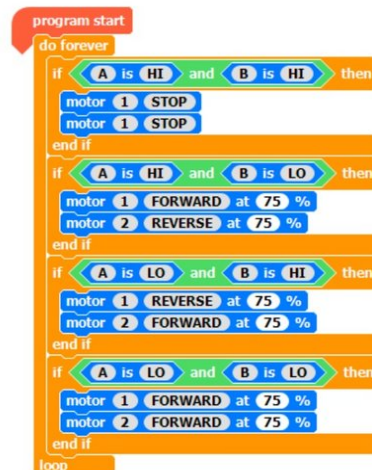 program start
do forever
if A is HI and B is HI then
motor 1 STOP
motor 1 STOP
end if
if A is HI and B is LO then
motor 1 FORWARD at 75 %
motor 2 REVERSE at 75 %
end if
if A is LO and B is HI then
motor 1 REVERSE at 75 %
motor 2 FORWARD at 75 %
end if
if A is LO and B is LO then
motor 1 FORWARD at 75 %
motor 2 FORWARD at 75 %
end if
loop